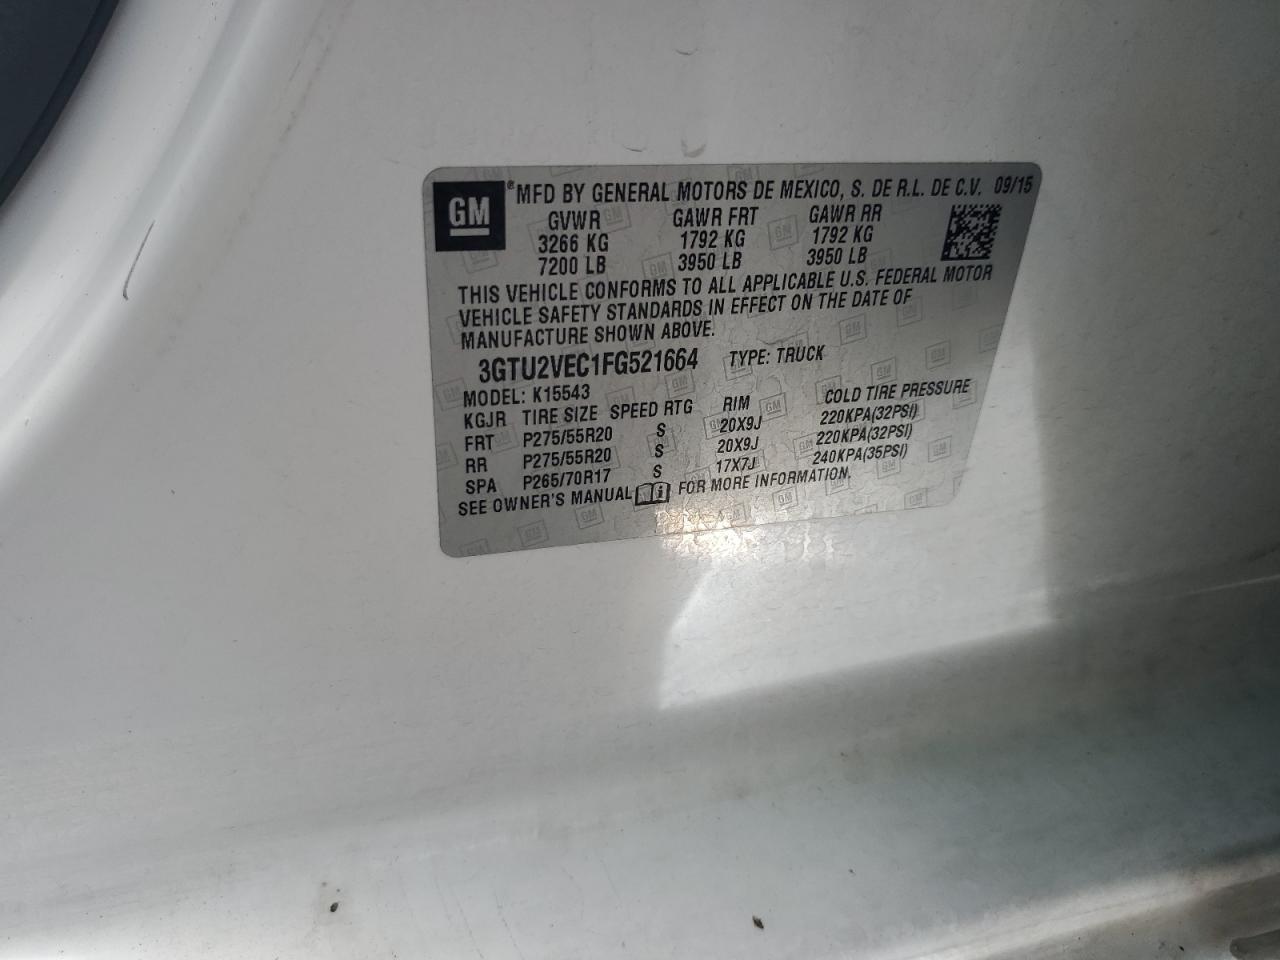 GM ® MFD BY GENERAL MOTORS DE MEXICO, S. DE R.L. DE C.V. 09/15
GVWR GAWR FRT GAWR RR
3266 KG 1792 KG 1792 KG
7200 LB 3950 LB 3950 LB
THIS VEHICLE CONFORMS TO ALL APPLICABLE U.S. FEDERAL MOTOR
VEHICLE SAFETY STANDARDS IN EFFECT ON THE DATE OF
MANUFACTURE SHOWN ABOVE.
3GTU2VEC1FG521664 TYPE: TRUCK
MODEL: K15543
KGJR TIRE SIZE SPEED RTG RIM COLD TIRE PRESSURE
FRT P275/55R20 S 20X9J 220KPA(32PSI)
RR P275/55R20 S 20X9J 220KPA(32PSI)
SPA P265/70R17 S 17X7J 240KPA(35PSI)
SEE OWNER'S MANUAL FOR MORE INFORMATION.